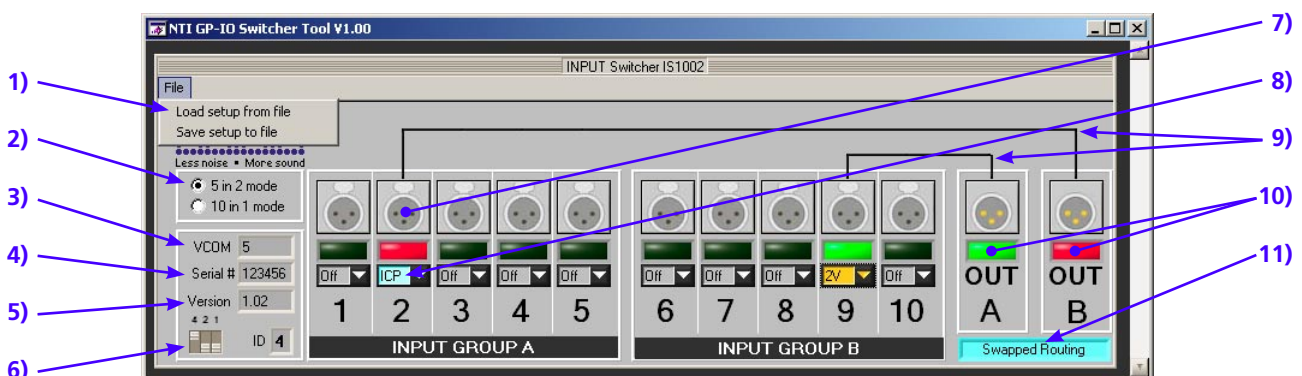 NTI GP-IO Switcher Tool V1.00
INPUT Switcher IS1002
File
Load setup from file
Save setup to file
Less noise ▪ More sound
5 in 2 mode
10 in 1 mode
VCOM 5
Serial # 123456
Version 1.02
4 2 1
ID 4
Off ICP Off Off Off
1 2 3 4 5
INPUT GROUP A
Off Off Off 2V Off
6 7 8 9 10
INPUT GROUP B
OUT OUT
A B
Swapped Routing
1)
2)
3)
4)
5)
6)
7)
8)
9)
10)
11)